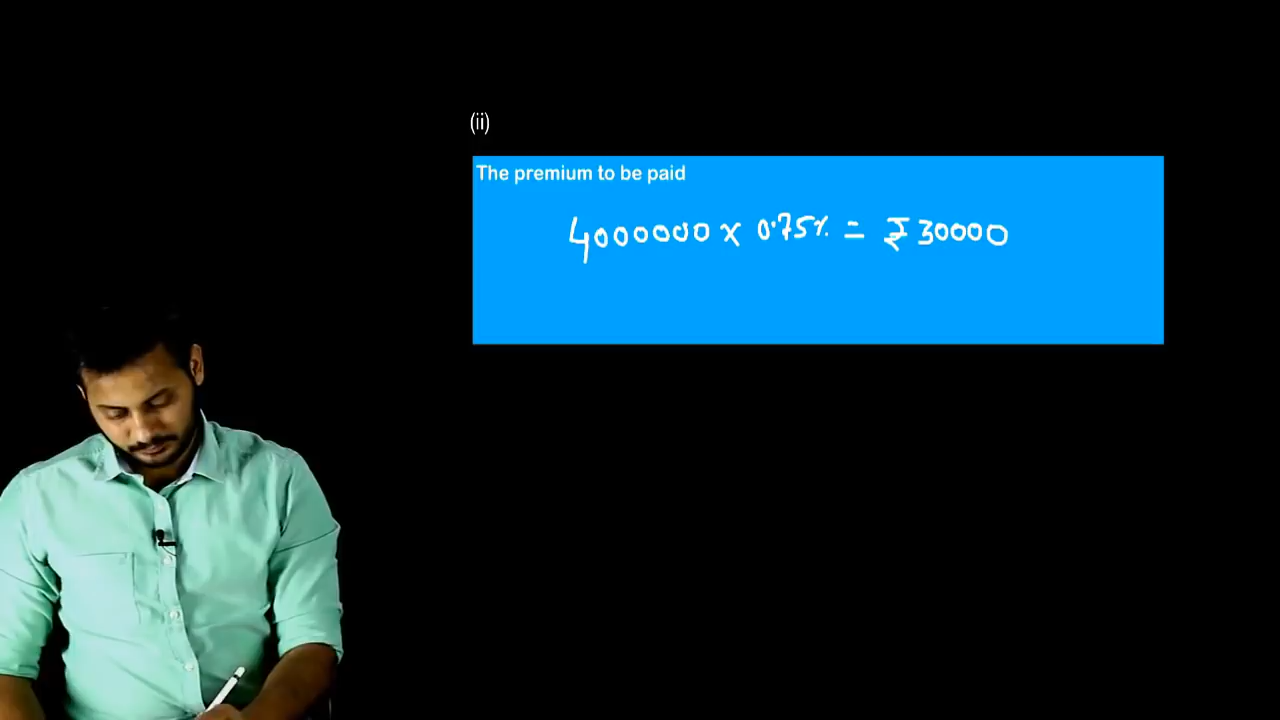 (ii)
The premium to be paid
4000000 x 0.75% = ₹ 30000